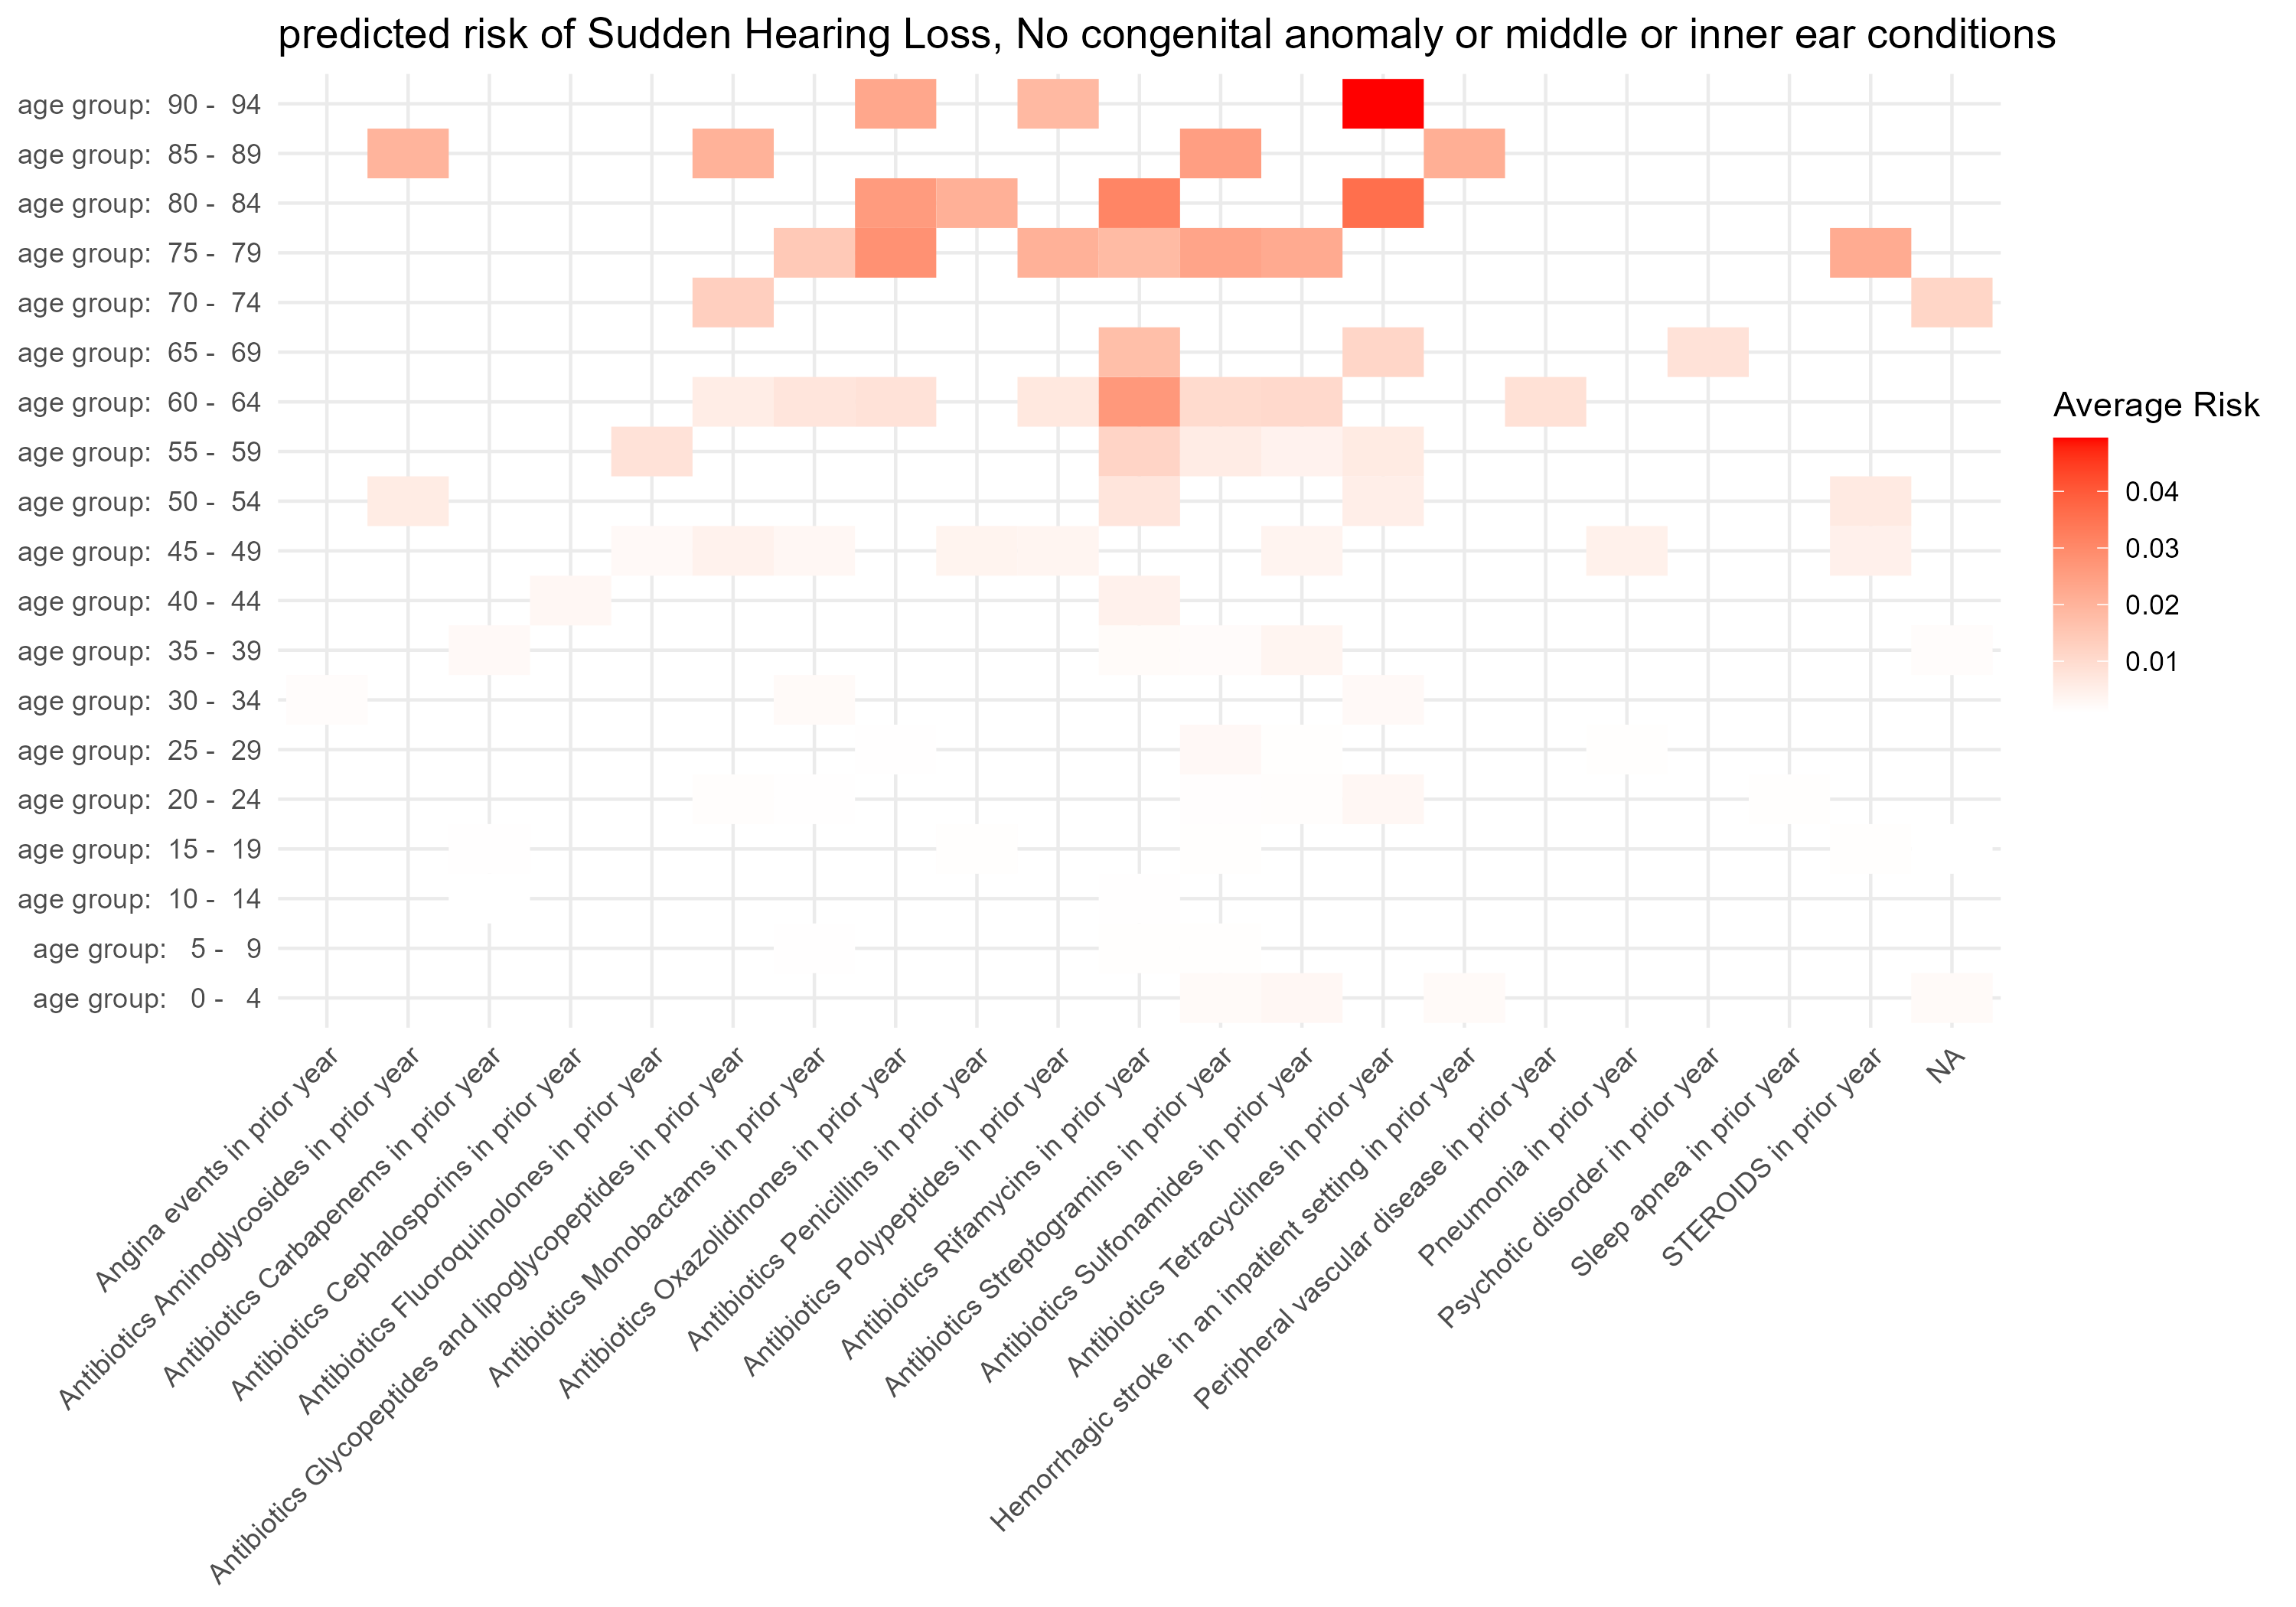 predicted risk of Sudden Hearing Loss, No congenital anomaly or middle or inner ear conditions
age group:  90 -  94
age group:  85 -  89
age group:  80 -  84
age group:  75 -  79
age group:  70 -  74
age group:  65 -  69
age group:  60 -  64
age group:  55 -  59
age group:  50 -  54
age group:  45 -  49
age group:  40 -  44
age group:  35 -  39
age group:  30 -  34
age group:  25 -  29
age group:  20 -  24
age group:  15 -  19
age group:  10 -  14
age group:   5 -   9
age group:   0 -   4
Angina events in prior year
Antibiotics Aminoglycosides in prior year
Antibiotics Carbapenems in prior year
Antibiotics Cephalosporins in prior year
Antibiotics Fluoroquinolones in prior year
Antibiotics Glycopeptides and lipoglycopeptides in prior year
Antibiotics Monobactams in prior year
Antibiotics Oxazolidinones in prior year
Antibiotics Penicillins in prior year
Antibiotics Polypeptides in prior year
Antibiotics Rifamycins in prior year
Antibiotics Streptogramins in prior year
Antibiotics Sulfonamides in prior year
Antibiotics Tetracyclines in prior year
Hemorrhagic stroke in an inpatient setting in prior year
Peripheral vascular disease in prior year
Pneumonia in prior year
Psychotic disorder in prior year
Sleep apnea in prior year
STEROIDS in prior year
NA
Average Risk
0.04
0.03
0.02
0.01